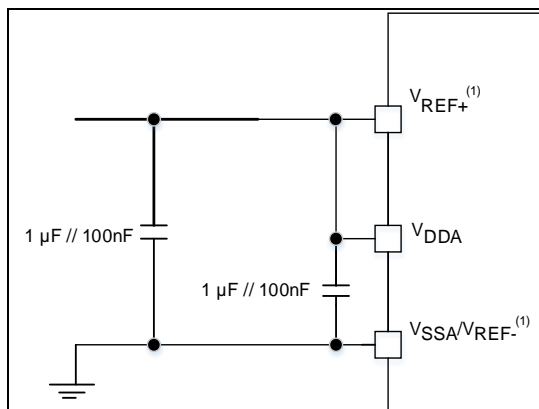 VREF+(1)
1 µF // 100nF
VDDA
1 µF // 100nF
VSSA/VREF-(1)